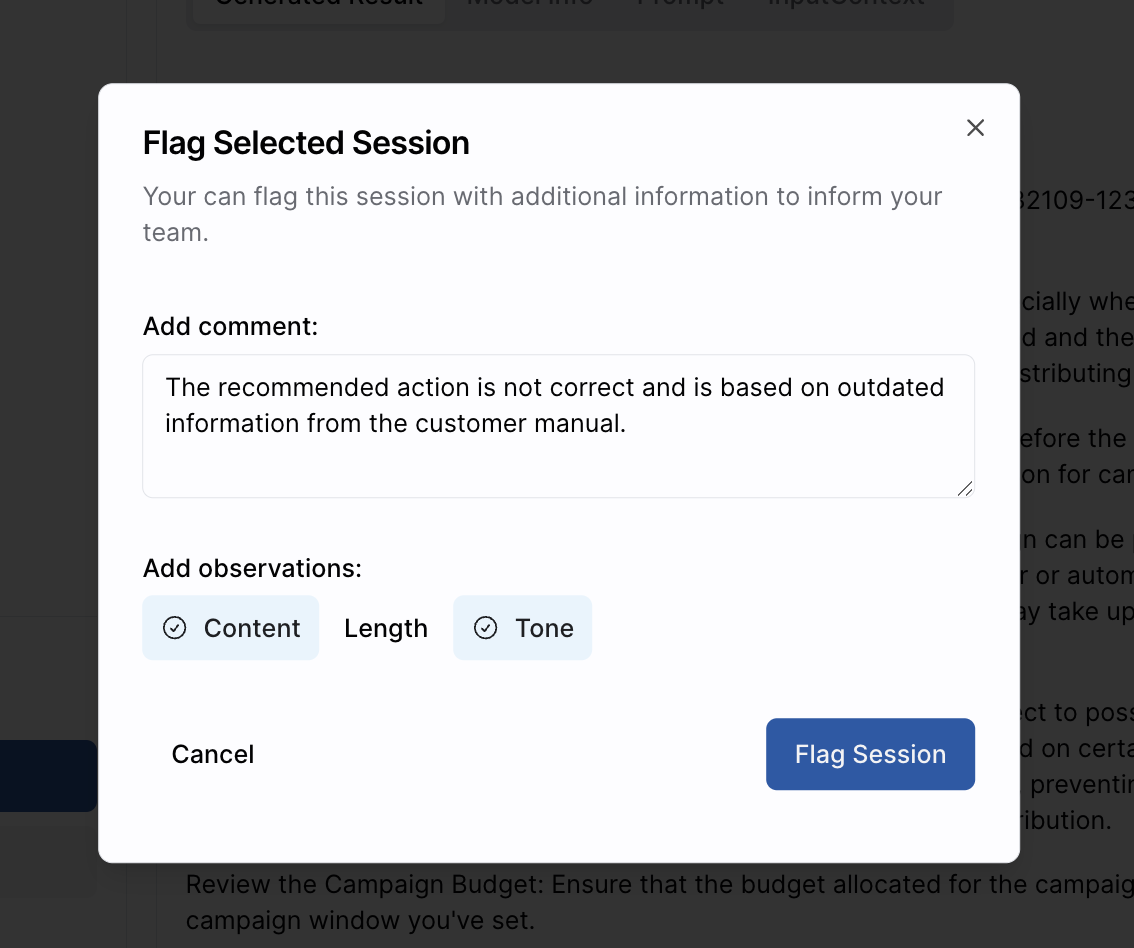 Generated Result Model Info Prompt InputContext
Flag Selected Session
Your can flag this session with additional information to inform your
team.
Add comment:
The recommended action is not correct and is based on outdated
information from the customer manual.
Add observations:
Content Length Tone
Cancel Flag Session
32109-123
cially whe
d and the
stributing
efore the
on for car
n can be
r or autom
ay take up
ect to poss
d on certa
preventin
ribution.
Review the Campaign Budget: Ensure that the budget allocated for the campaig
campaign window you've set.